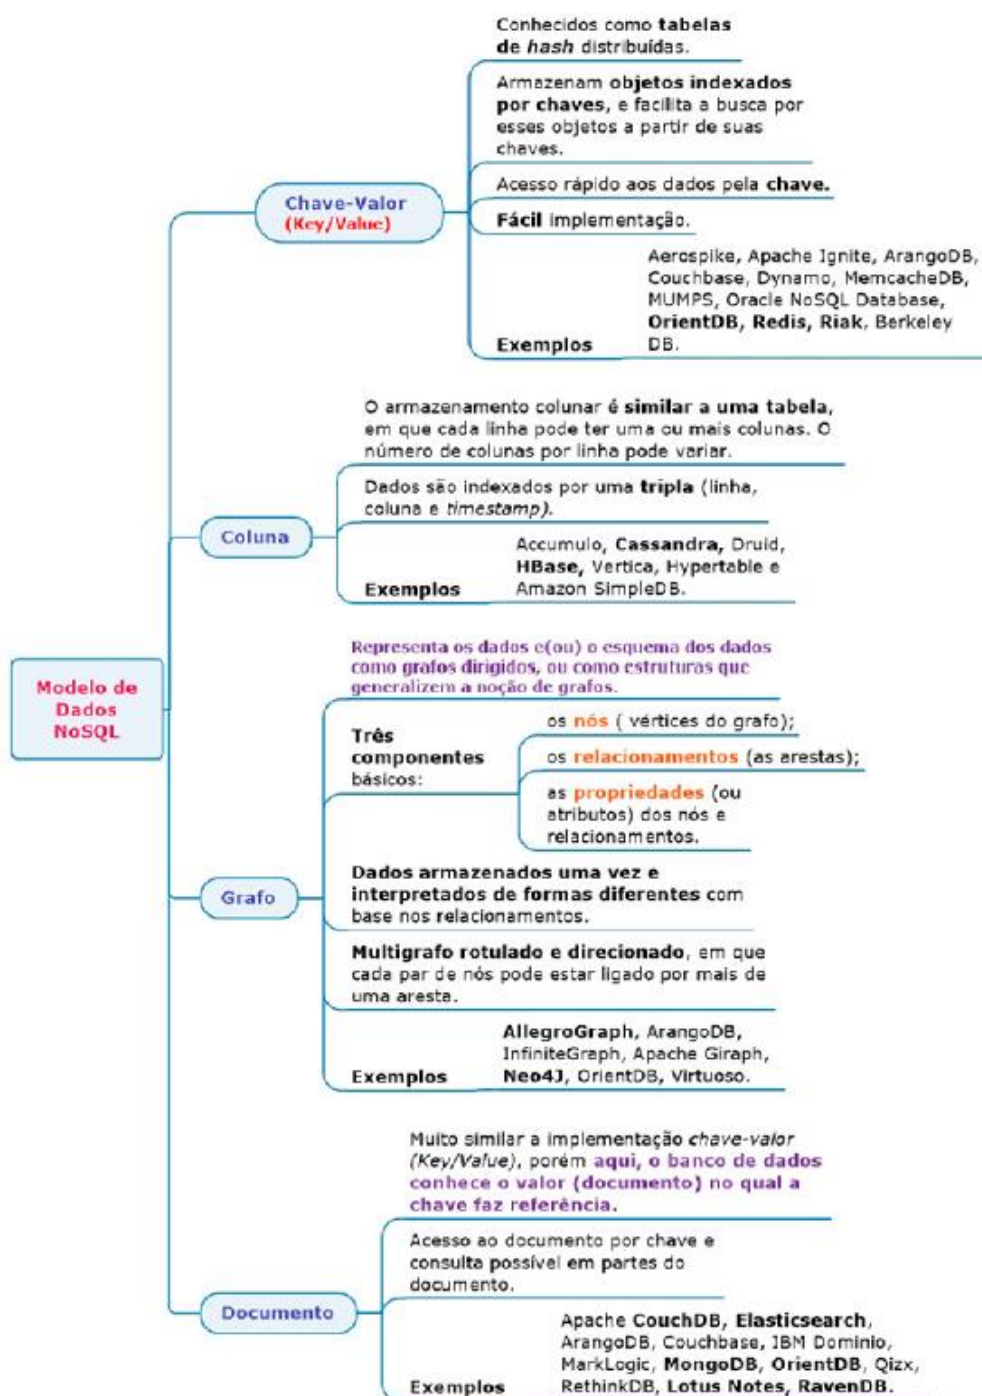 Conhecidos como tabelas
de hash distribuídas.
Armazenam objetos indexados
por chaves, e facilita a busca por
esses objetos a partir de suas
chaves.
Chave-Valor
(Key/Value)
Acesso rápido aos dados pela chave.
Fácil implementação.
Aerospike, Apache Ignite, ArangoDB,
Couchbase, Dynamo, MemcacheDB,
MUMPS, Oracle NoSQL Database,
OrientDB, Redis, Riak, Berkeley
Exemplos DB.
O armazenamento colunar é similar a uma tabela,
em que cada linha pode ter uma ou mais colunas. O
número de colunas por linha pode variar.
Dados são indexados por uma tripla (linha,
coluna e timestamp).
Coluna
Accumulo, Cassandra, Druid,
HBase, Vertica, Hypertable e
Exemplos Amazon SimpleDB.
Modelo de
Dados
NoSQL
Representa os dados e(ou) o esquema dos dados
como grafos dirigidos, ou como estruturas que
generalizem a noção de grafos.
Três
componentes
básicos:
os nós ( vértices do grafo);
os relacionamentos (as arestas);
as propriedades (ou
atributos) dos nós e
relacionamentos.
Grafo
Dados armazenados uma vez e
interpretados de formas diferentes com
base nos relacionamentos.
Multigrafo rotulado e direcionado, em que
cada par de nós pode estar ligado por mais de
uma aresta.
AllegroGraph, ArangoDB,
InfiniteGraph, Apache Giraph,
Exemplos Neo4J, OrientDB, Virtuoso.
Muito similar a implementação chave-valor
(Key/Value), porém aqui, o banco de dados
conhece o valor (documento) no qual a
chave faz referência.
Acesso ao documento por chave e
consulta possível em partes do
documento.
Documento
Apache CouchDB, Elasticsearch,
ArangoDB, Couchbase, IBM Dominio,
MarkLogic, MongoDB, OrientDB, Qizx,
Exemplos RethinkDB, Lotus Notes, RavenDB.